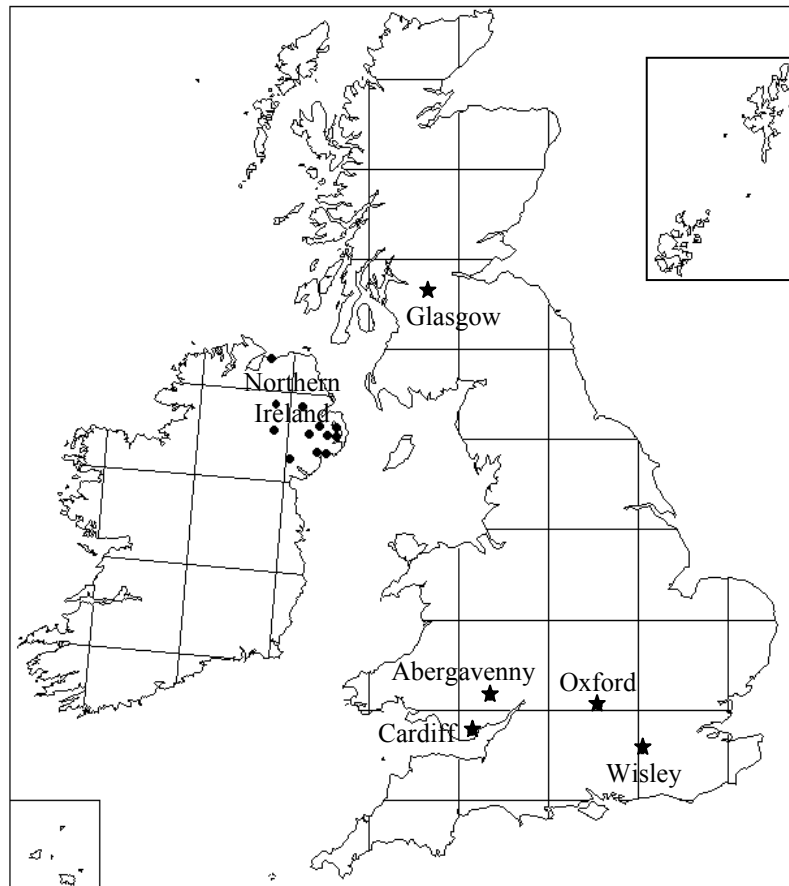 Glasgow
Northern
Ireland
Abergavenny
Oxford
Cardiff
Wisley